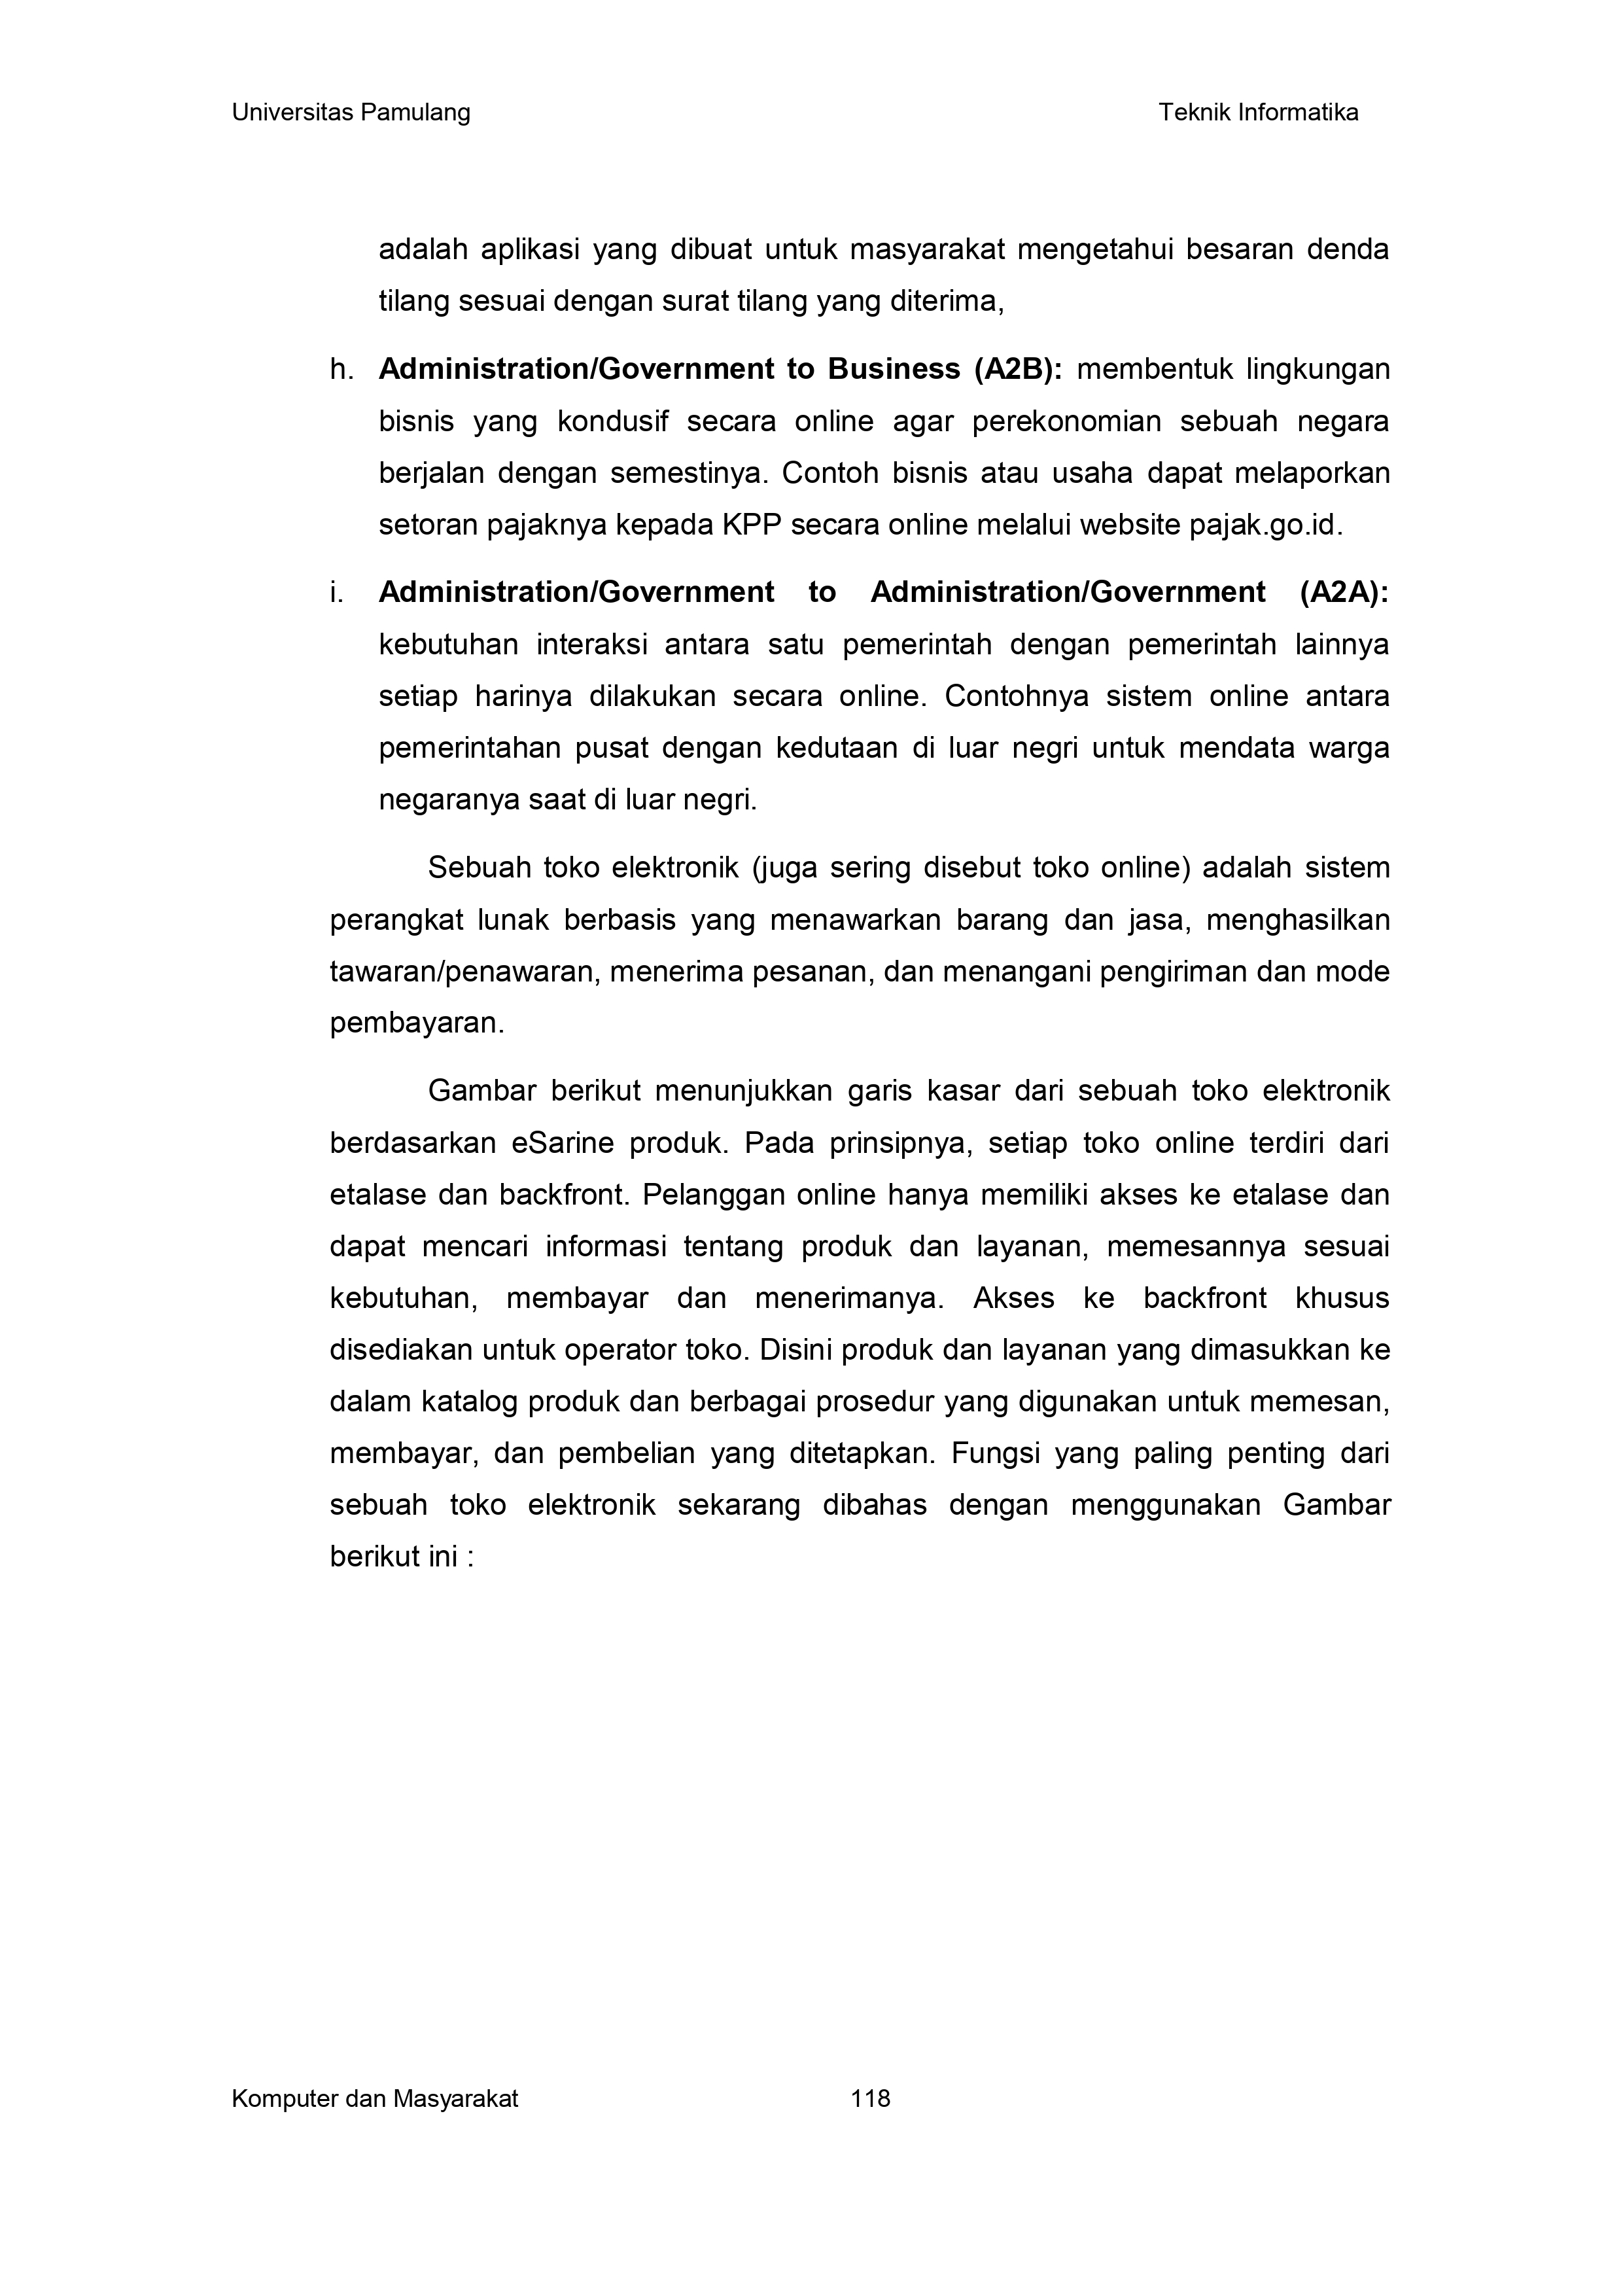 Universitas Pamulang Teknik Informatika
adalah aplikasi yang dibuat untuk masyarakat mengetahui besaran denda
tilang sesuai dengan surat tilang yang diterima,
h. Administration/Government to Business (A2B): membentuk lingkungan
bisnis yang kondusif secara online agar perekonomian sebuah negara
berjalan dengan semestinya. Contoh bisnis atau usaha dapat melaporkan
setoran pajaknya kepada KPP secara online melalui website pajak.go.id.
i. Administration/Government to Administration/Government (A2A):
kebutuhan interaksi antara satu pemerintah dengan pemerintah lainnya
setiap harinya dilakukan secara online. Contohnya sistem online antara
pemerintahan pusat dengan kedutaan di luar negri untuk mendata warga
negaranya saat di luar negri.
Sebuah toko elektronik (juga sering disebut toko online) adalah sistem
perangkat lunak berbasis yang menawarkan barang dan jasa, menghasilkan
tawaran/penawaran, menerima pesanan, dan menangani pengiriman dan mode
pembayaran.
Gambar berikut menunjukkan garis kasar dari sebuah toko elektronik
berdasarkan eSarine produk. Pada prinsipnya, setiap toko online terdiri dari
etalase dan backfront. Pelanggan online hanya memiliki akses ke etalase dan
dapat mencari informasi tentang produk dan layanan, memesannya sesuai
kebutuhan, membayar dan menerimanya. Akses ke backfront khusus
disediakan untuk operator toko. Disini produk dan layanan yang dimasukkan ke
dalam katalog produk dan berbagai prosedur yang digunakan untuk memesan,
membayar, dan pembelian yang ditetapkan. Fungsi yang paling penting dari
sebuah toko elektronik sekarang dibahas dengan menggunakan Gambar
berikut ini :
Komputer dan Masyarakat 118